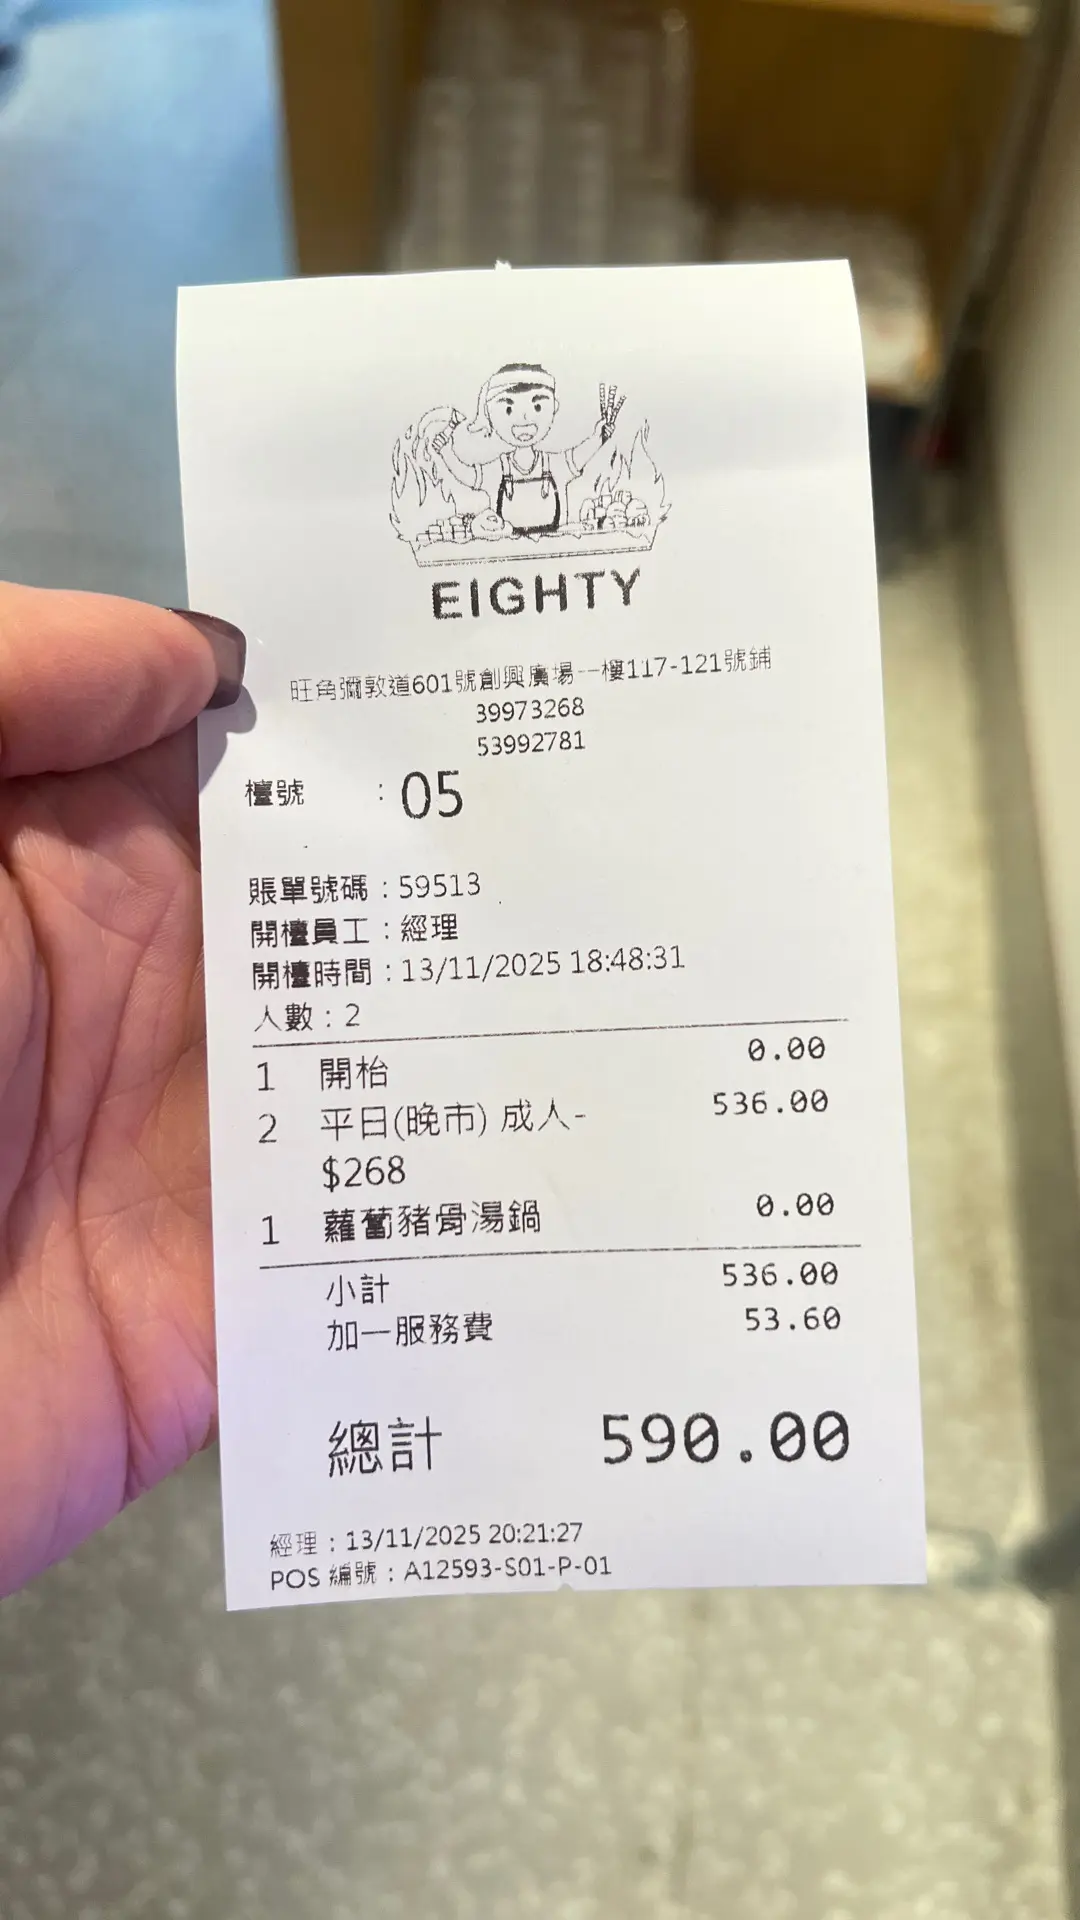 EIGHTY
旺角彌敦道601號創興廣場一樓117-121號鋪
39973268
53992781
檯號 : 05
賬單號碼 : 59513
開檯員工 : 經理
開檯時間 : 13/11/2025 18:48:31
人數 : 2
1 開枱 0.00
2 平日(晚市) 成人- 536.00
$268
1 蘿蔔豬骨湯鍋 0.00
小計 536.00
加一服務費 53.60
總計 590.00
經理 : 13/11/2025 20:21:27
POS 編號 : A12593-S01-P-01